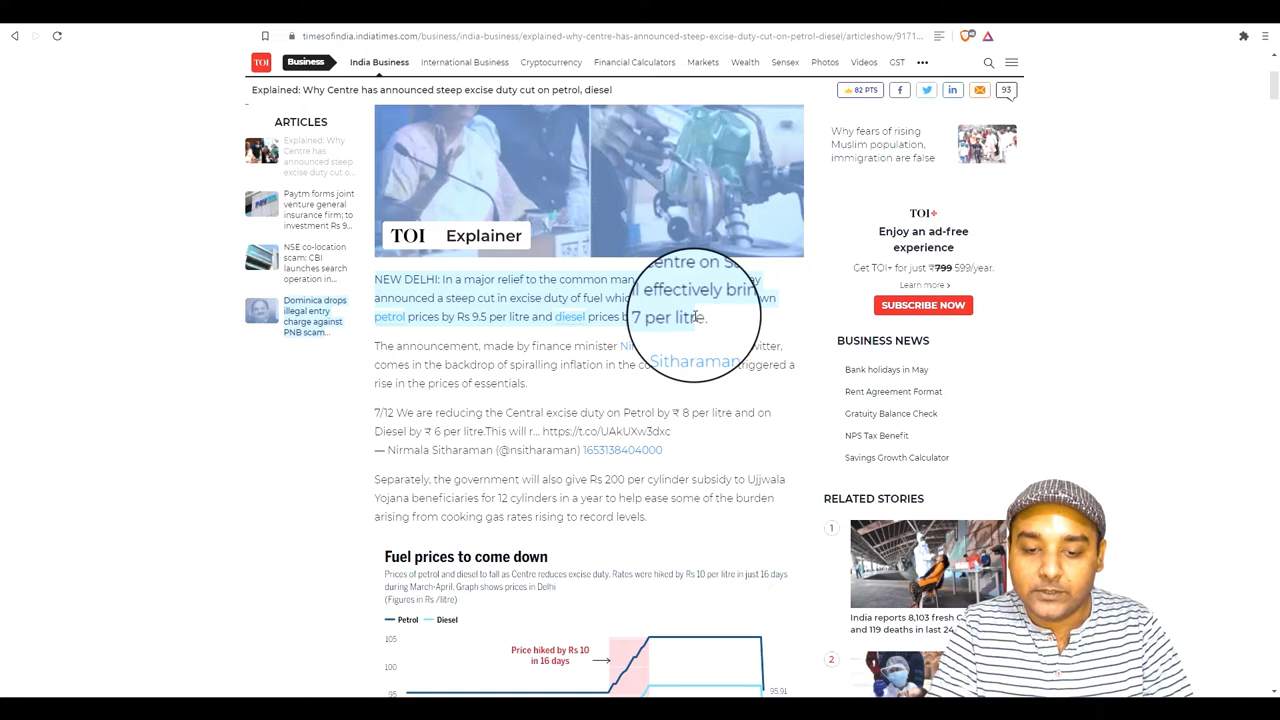 timesofindia.indiatimes.com/business/india-business/explained-why-centre-has-announced-steep-excise-duty-cut-on-petrol-diesel/articleshow/9171...
TOI
Business
India Business
International Business
Cryptocurrency
Financial Calculators
Markets
Wealth
Sensex
Photos
Videos
GST
Explained: Why Centre has announced steep excise duty cut on petrol, diesel
82 PTS
93
ARTICLES
Explained: Why
Centre has
announced steep
excise duty cut o...
Paytm forms joint
venture general
insurance firm; to
investment Rs 9...
NSE co-location
scam: CBI
launches search
operation in...
Dominica drops
illegal entry
charge against
PNB scam...
TOI Explainer
NEW DELHI: In a major relief to the common man
announced a steep cut in excise duty of fuel
petrol prices by Rs 9.5 per litre and diesel prices
entre on
effectively
7 per litre.
Sitharaman
The announcement, made by finance minister
comes in the backdrop of spiralling inflation in the triggered a
rise in the prices of essentials.
7/12 We are reducing the Central excise duty on Petrol by ₹ 8 per litre and on
Diesel by ₹ 6 per litre.This will r... https://t.co/UAkUXw3dxc
— Nirmala Sitharaman (@nsitharaman) 1653138404000
Separately, the government will also give Rs 200 per cylinder subsidy to Ujjwala
Yojana beneficiaries for 12 cylinders in a year to help ease some of the burden
arising from cooking gas rates rising to record levels.
Fuel prices to come down
Prices of petrol and diesel to fall as Centre reduces excise duty. Rates were hiked by Rs 10 per litre in just 16 days
during March-April. Graph shows prices in Delhi
(Figures in Rs /litre)
Petrol Diesel
105
Price hiked by Rs 10
in 16 days
100
95
95.91
Why fears of rising
Muslim population,
immigration are false
TOI+
Enjoy an ad-free
experience
Get TOI+ for just ₹799 599/year.
Learn more >
SUBSCRIBE NOW
BUSINESS NEWS
Bank holidays in May
Rent Agreement Format
Gratuity Balance Check
NPS Tax Benefit
Savings Growth Calculator
RELATED STORIES
1
India reports 8,103 fresh
and 119 deaths in last 24
2